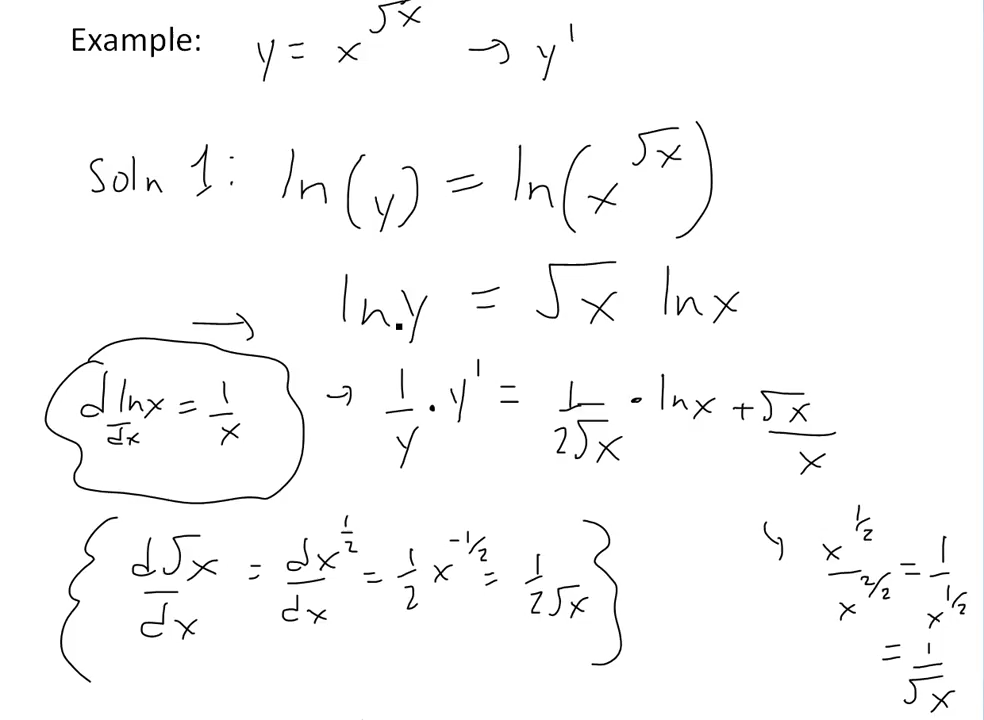 Example: y = x^√x → y'
Soln 1: ln(y) = ln(x^√x)
ln y = √x ln x
→
d/dx ln x = 1/x
→ 1/y · y' = 1/(2√x) · ln x + √x/x
{ d√x/dx = dx^(1/2)/dx = 1/2 x^(-1/2) = 1/(2√x) }
↳ x^(1/2)/x^(2/2) = 1/x^(1/2)
= 1/√x